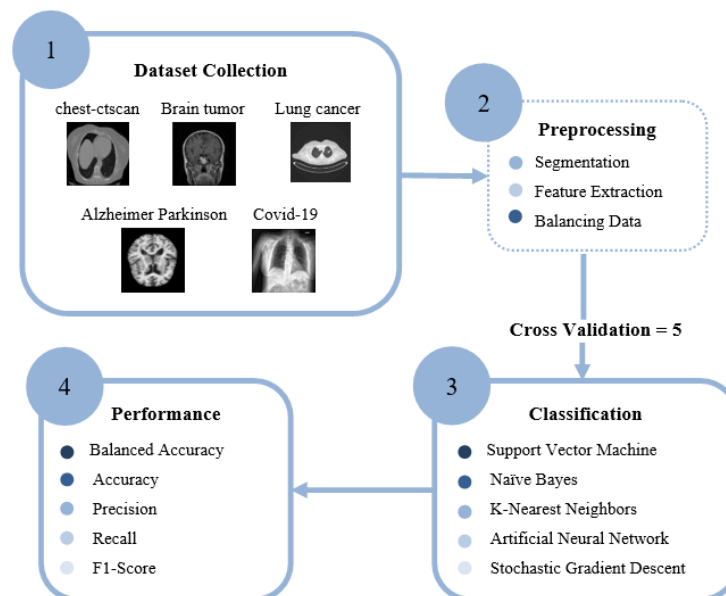 1
Dataset Collection
chest-ctscan Brain tumor Lung cancer
Alzheimer Parkinson Covid-19
2
Preprocessing
Segmentation
Feature Extraction
Balancing Data
Cross Validation = 5
3
Classification
Support Vector Machine
Naïve Bayes
K-Nearest Neighbors
Artificial Neural Network
Stochastic Gradient Descent
4
Performance
Balanced Accuracy
Accuracy
Precision
Recall
F1-Score